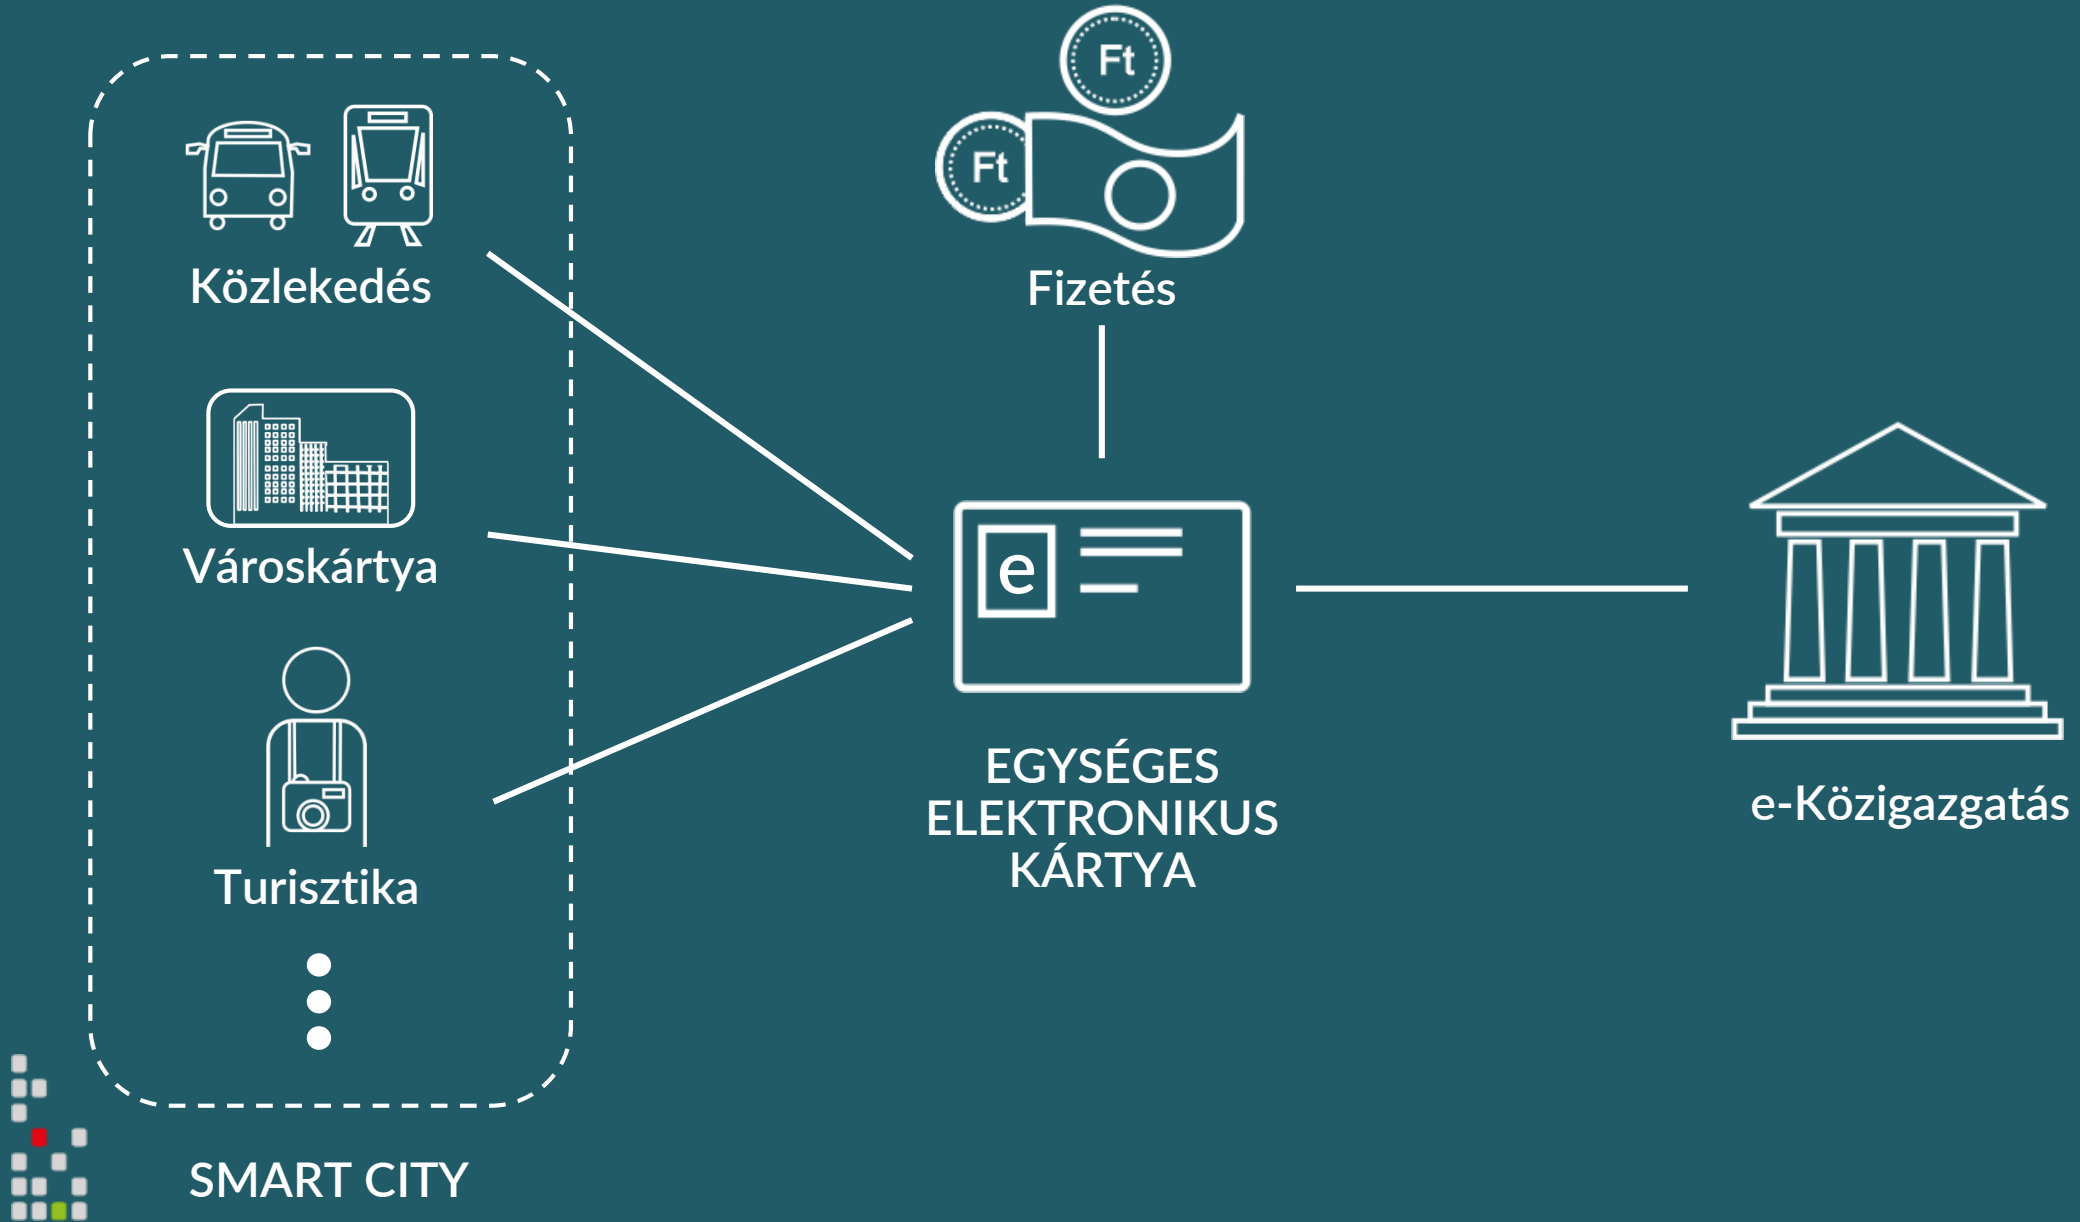 Ft
Ft
Közlekedés
Fizetés
Városkártya
e
EGYSÉGES
ELEKTRONIKUS
KÁRTYA
e-Közigazgatás
Turisztika
SMART CITY